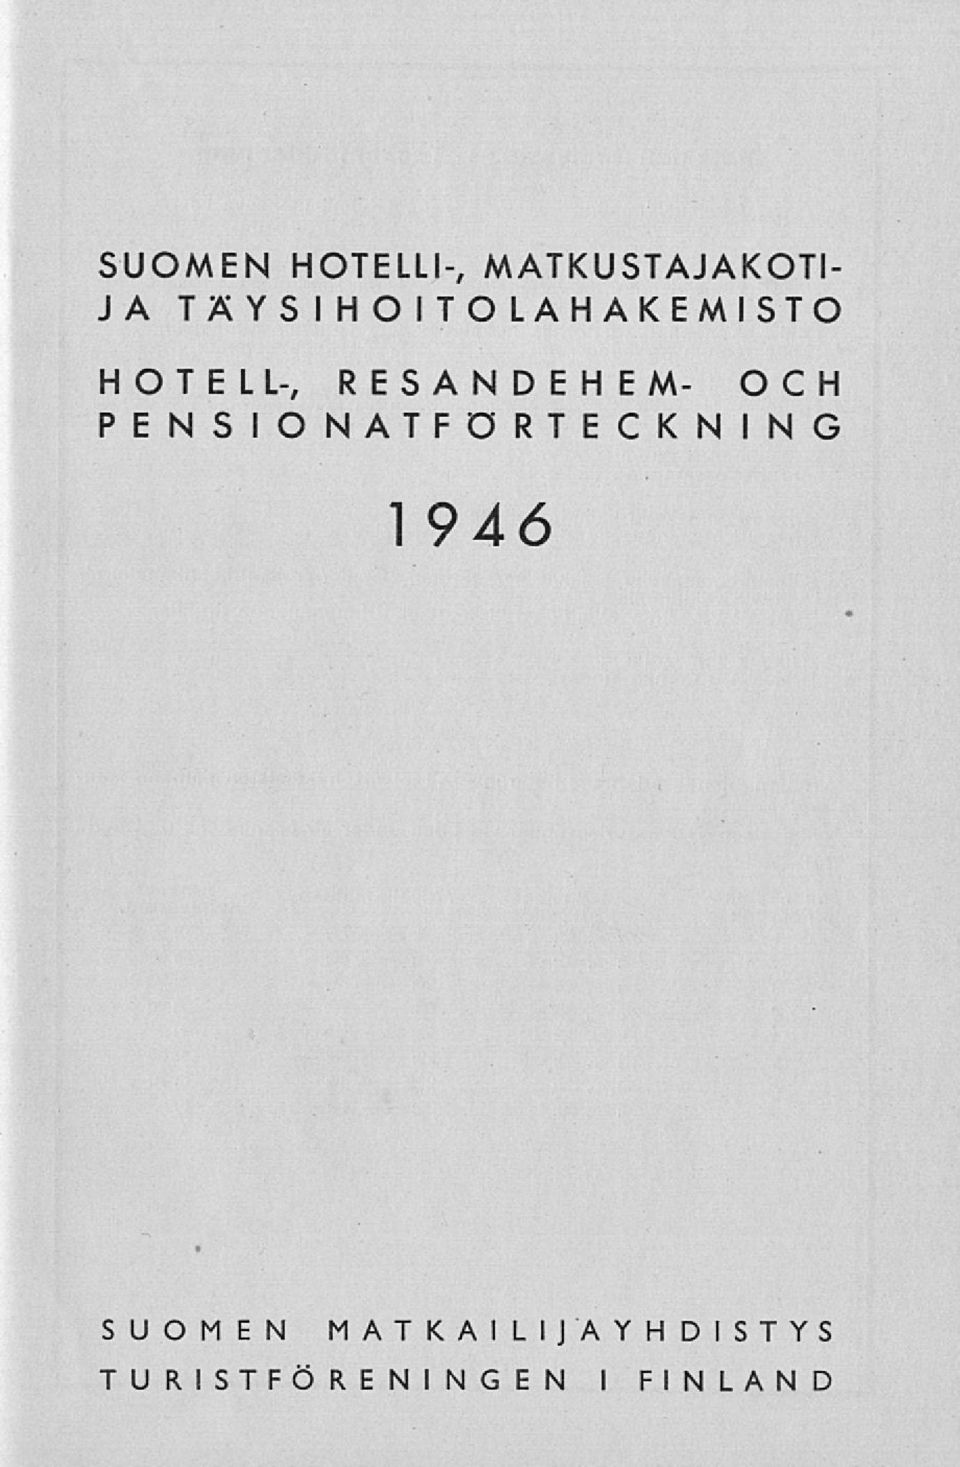 SUOMEN HOTELLI-, MATKUSTAJAKOTI-
JA TÄYSIHOITOLAHAKEMISTO
HOTELL-, RESANDEHEM- OCH
PENSIONATFÖRTECKNING
1946
SUOMEN MATKAILIJAYHDISTYS
TURISTFÖRENINGEN I FINLAND